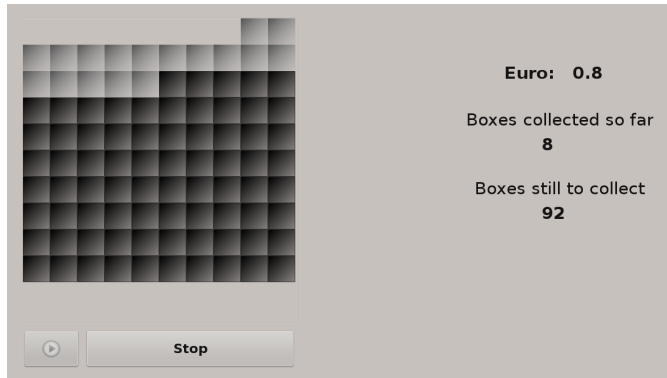 Euro: 0.8
Boxes collected so far
8
Boxes still to collect
92
Stop